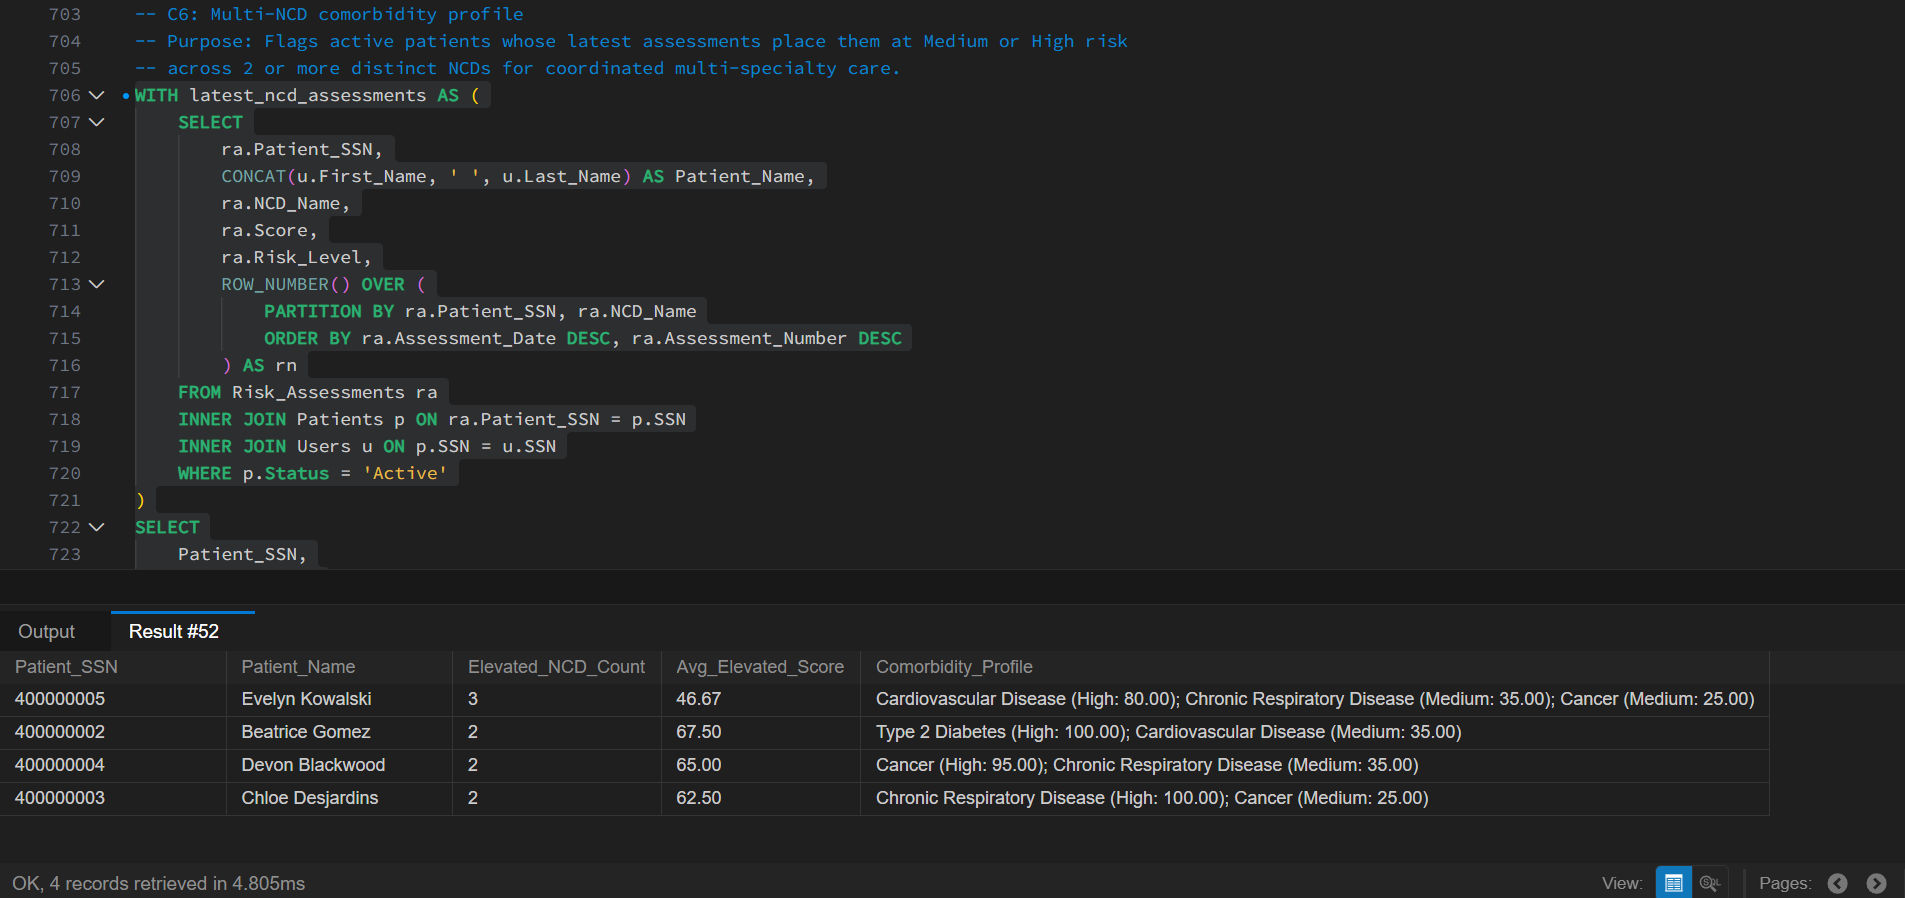 703 -- C6: Multi-NCD comorbidity profile
704 -- Purpose: Flags active patients whose latest assessments place them at Medium or High risk
705 -- across 2 or more distinct NCDs for coordinated multi-specialty care.
706 WITH latest_ncd_assessments AS (
707 SELECT
708 ra.Patient_SSN,
709 CONCAT(u.First_Name, ' ', u.Last_Name) AS Patient_Name,
710 ra.NCD_Name,
711 ra.Score,
712 ra.Risk_Level,
713 ROW_NUMBER() OVER (
714 PARTITION BY ra.Patient_SSN, ra.NCD_Name
715 ORDER BY ra.Assessment_Date DESC, ra.Assessment_Number DESC
716 ) AS rn
717 FROM Risk_Assessments ra
718 INNER JOIN Patients p ON ra.Patient_SSN = p.SSN
719 INNER JOIN Users u ON p.SSN = u.SSN
720 WHERE p.Status = 'Active'
721 )
722 SELECT
723 Patient_SSN,
Output Result #52
Patient_SSN Patient_Name Elevated_NCD_Count Avg_Elevated_Score Comorbidity_Profile
400000005 Evelyn Kowalski 3 46.67 Cardiovascular Disease (High: 80.00); Chronic Respiratory Disease (Medium: 35.00); Cancer (Medium: 25.00)
400000002 Beatrice Gomez 2 67.50 Type 2 Diabetes (High: 100.00); Cardiovascular Disease (Medium: 35.00)
400000004 Devon Blackwood 2 65.00 Cancer (High: 95.00); Chronic Respiratory Disease (Medium: 35.00)
400000003 Chloe Desjardins 2 62.50 Chronic Respiratory Disease (High: 100.00); Cancer (Medium: 25.00)
OK, 4 records retrieved in 4.805ms View: SQL Pages: